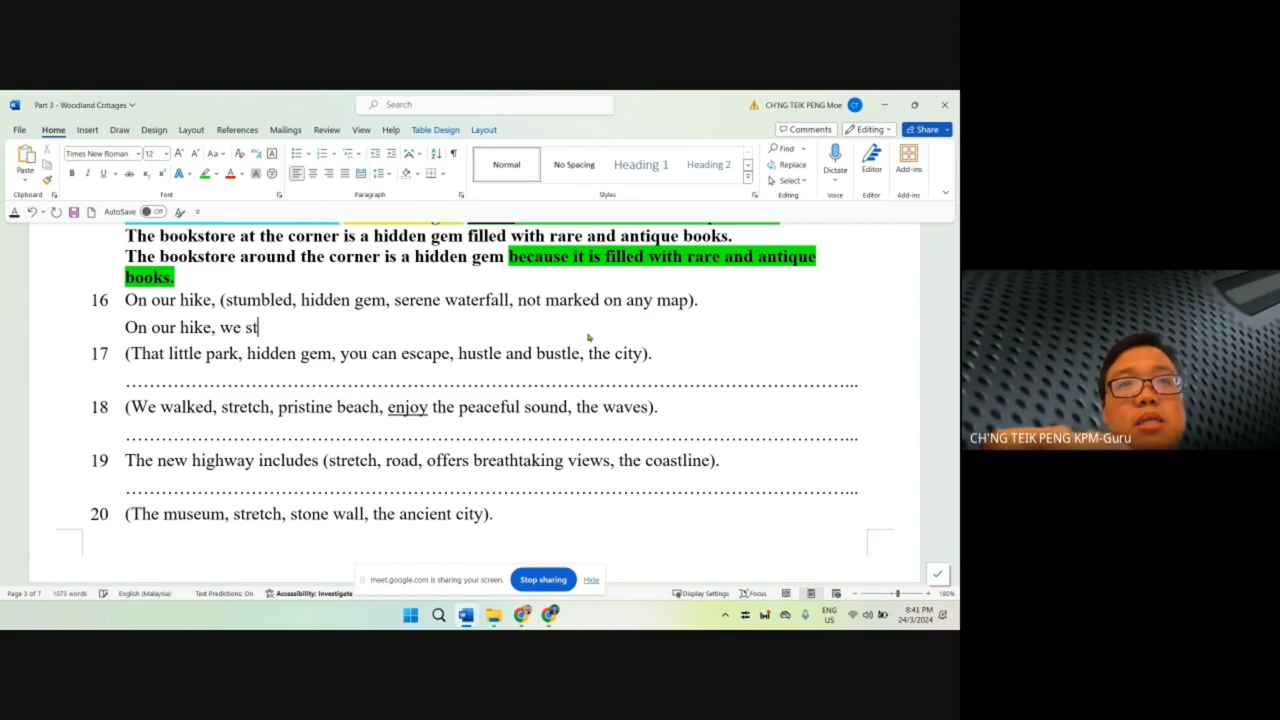 Part 3 - Woodland Cottages
Search
CH'NG TEIK PENG Moe
CT
File Home Insert Draw Design Layout References Mailings Review View Help Table Design Layout
Comments Editing Share
Paste
Times New Roman 12
Normal No Spacing Heading 1 Heading 2
Find
Replace
Select
Dictate Editor Add-ins
Clipboard Font Paragraph Styles Editing Voice Editor Add-ins
AutoSave Off
The bookstore at the corner is a hidden gem filled with rare and antique books.
The bookstore around the corner is a hidden gem because it is filled with rare and antique
books.
16 On our hike, (stumbled, hidden gem, serene waterfall, not marked on any map).
On our hike, we st
17 (That little park, hidden gem, you can escape, hustle and bustle, the city).
…………………………………………………………………………………...
18 (We walked, stretch, pristine beach, enjoy the peaceful sound, the waves).
…………………………………………………………………………………...
19 The new highway includes (stretch, road, offers breathtaking views, the coastline).
…………………………………………………………………………………...
20 (The museum, stretch, stone wall, the ancient city).
meet.google.com is sharing your screen. Stop sharing Hide
Page 3 of 7 1073 words English (Malaysia) Text Predictions: On Accessibility: Investigate Display Settings Focus 180%
ENG
US
8:41 PM
24/3/2024
CH'NG TEIK PENG KPM-Guru